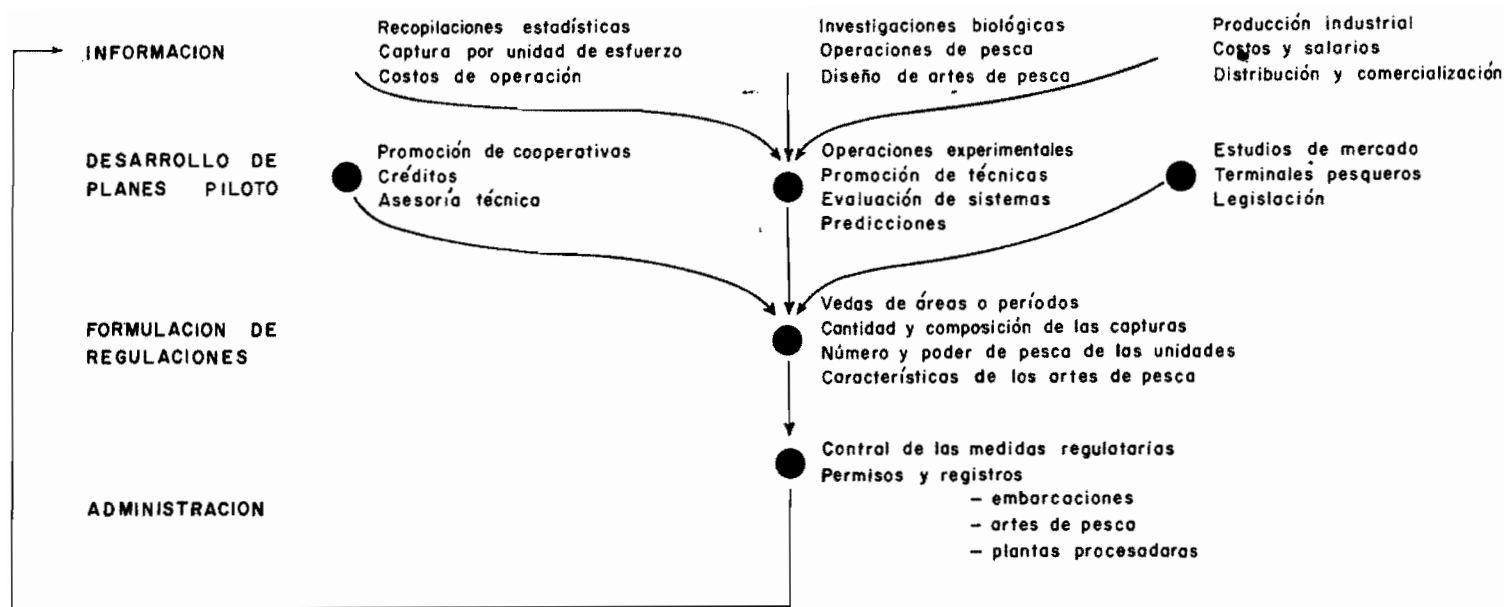 INFORMACION
Recopilaciones estadísticas
Captura por unidad de esfuerzo
Costos de operación
Investigaciones biológicas
Operaciones de pesca
Diseño de artes de pesca
Producción industrial
Costos y salarios
Distribución y comercialización
DESARROLLO DE
PLANES PILOTO
Promoción de cooperativas
Créditos
Asesoría técnica
Operaciones experimentales
Promoción de técnicas
Evaluación de sistemas
Predicciones
Estudios de mercado
Terminales pesqueros
Legislación
FORMULACION DE
REGULACIONES
Vedas de áreas o períodos
Cantidad y composición de las capturas
Número y poder de pesca de las unidades
Características de los artes de pesca
ADMINISTRACION
Control de las medidas regulatarías
Permisos y registros
– embarcaciones
– artes de pesca
– plantas procesadaras